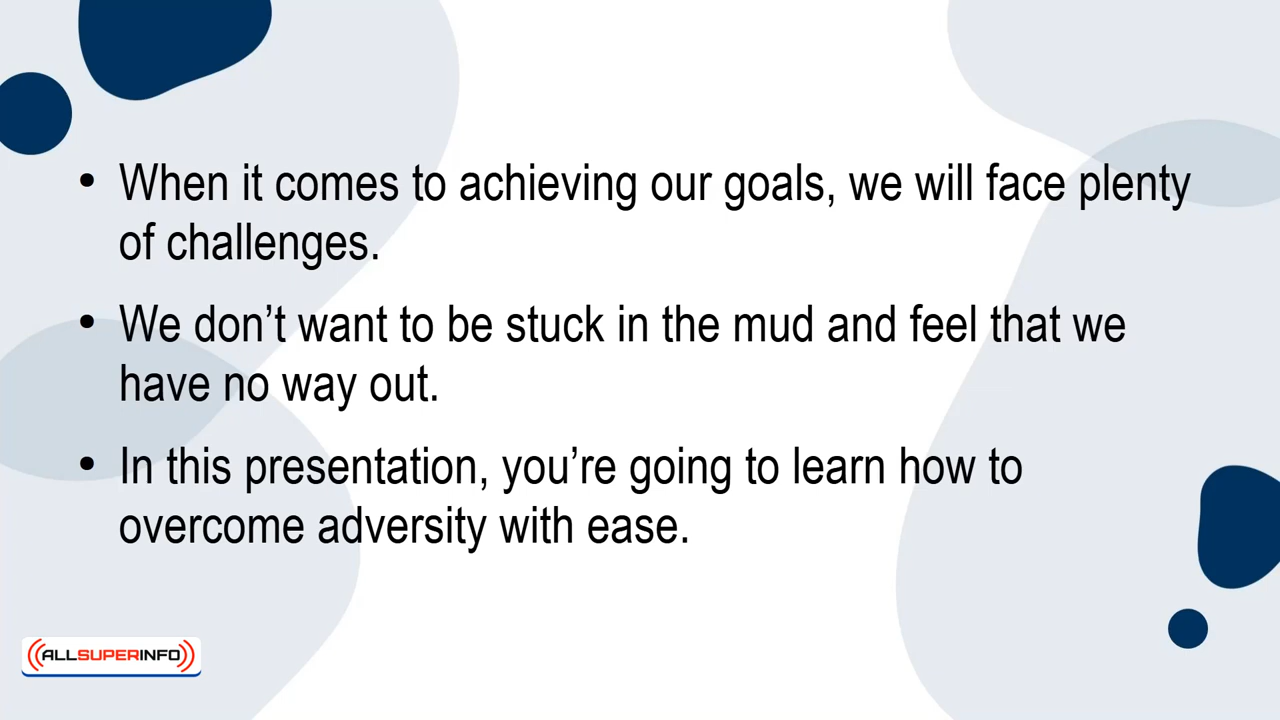 • When it comes to achieving our goals, we will face plenty
of challenges.
• We don’t want to be stuck in the mud and feel that we
have no way out.
• In this presentation, you’re going to learn how to
overcome adversity with ease.
((ALLSUPERINFO))